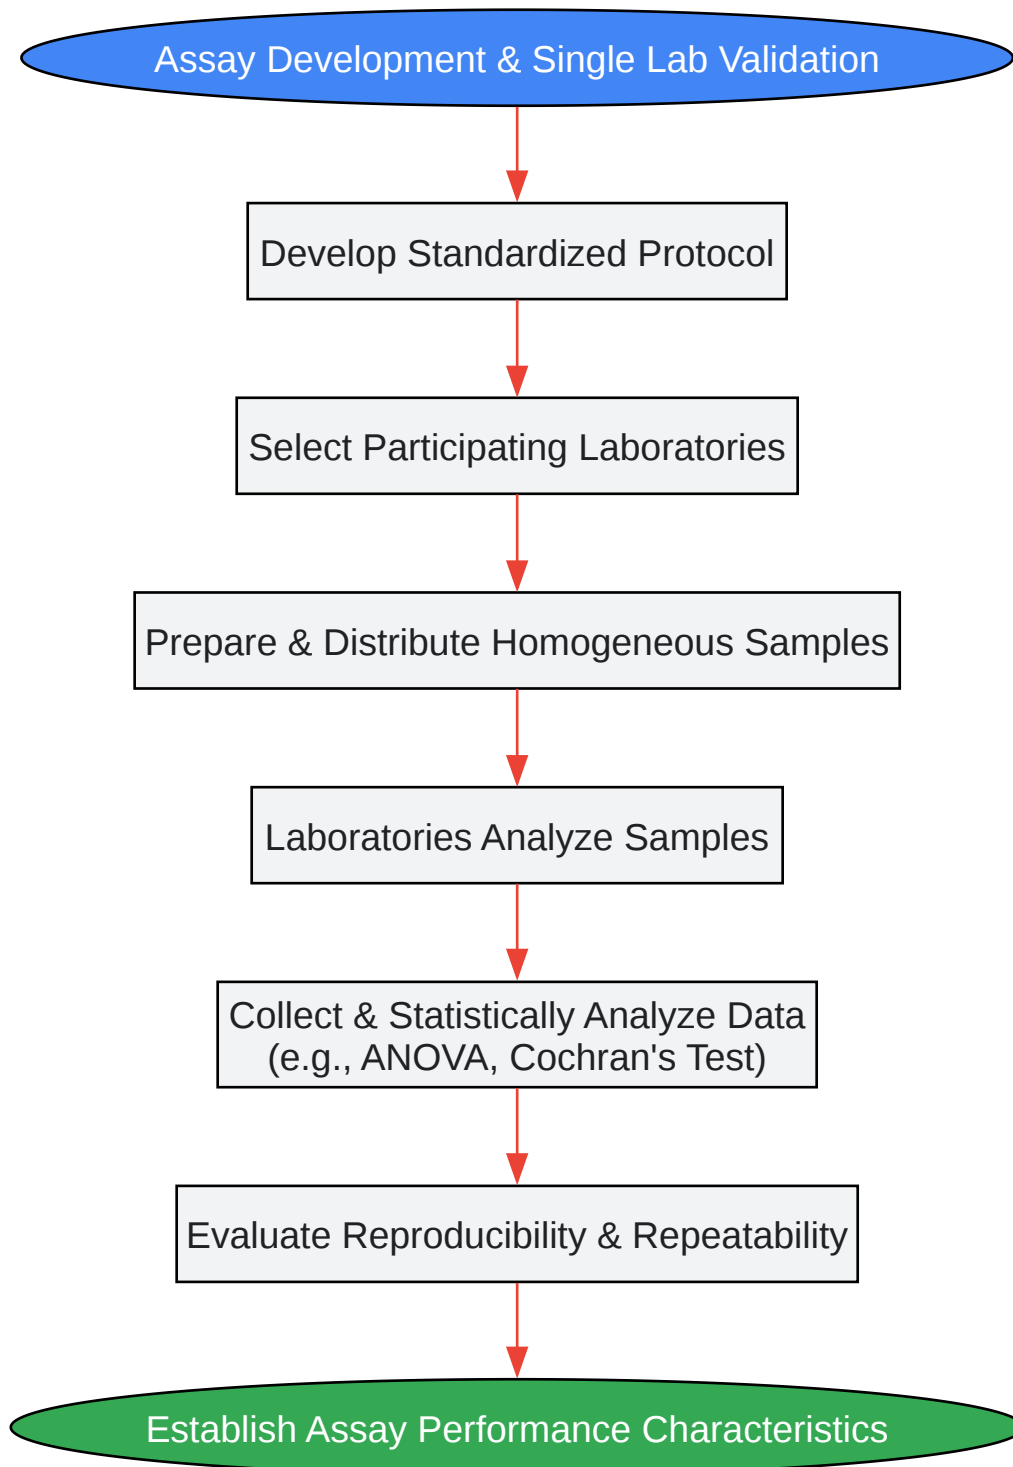 Assay Development & Single Lab Validation
Develop Standardized Protocol
Select Participating Laboratories
Prepare & Distribute Homogeneous Samples
Laboratories Analyze Samples
Collect & Statistically Analyze Data
(e.g., ANOVA, Cochran's Test)
Evaluate Reproducibility & Repeatability
Establish Assay Performance Characteristics